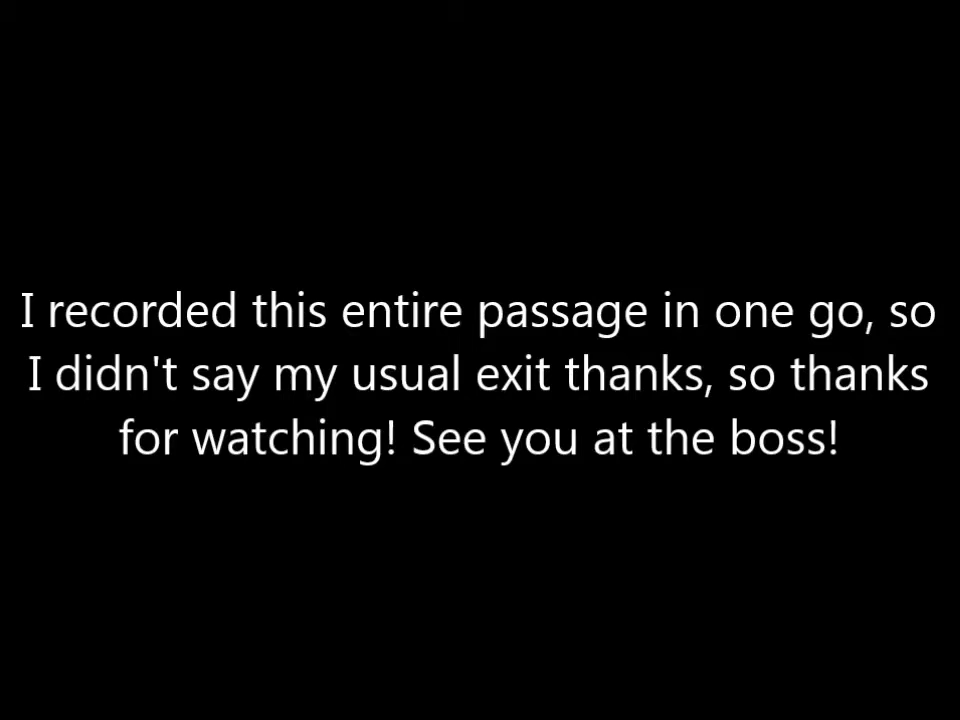 I recorded this entire passage in one go, so
I didn't say my usual exit thanks, so thanks
for watching! See you at the boss!